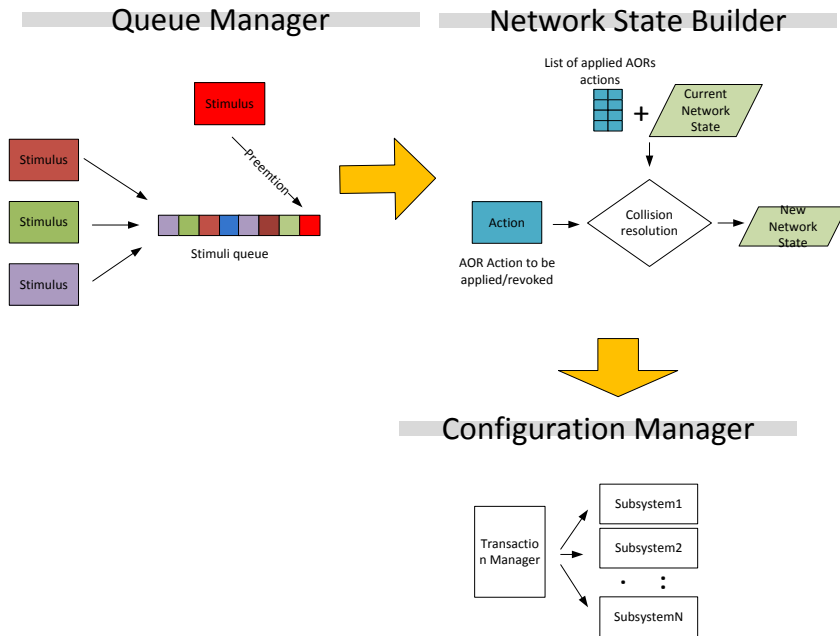 Queue Manager
Stimulus
Preemtion
Stimulus
Stimulus
Stimulus
Stimuli queue
Network State Builder
List of applied AORs
actions
+
Current
Network
State
Action
AOR Action to be
applied/revoked
Collision
resolution
New
Network
State
Configuration Manager
Transactio
n Manager
Subsystem1
Subsystem2
. :
SubsystemN